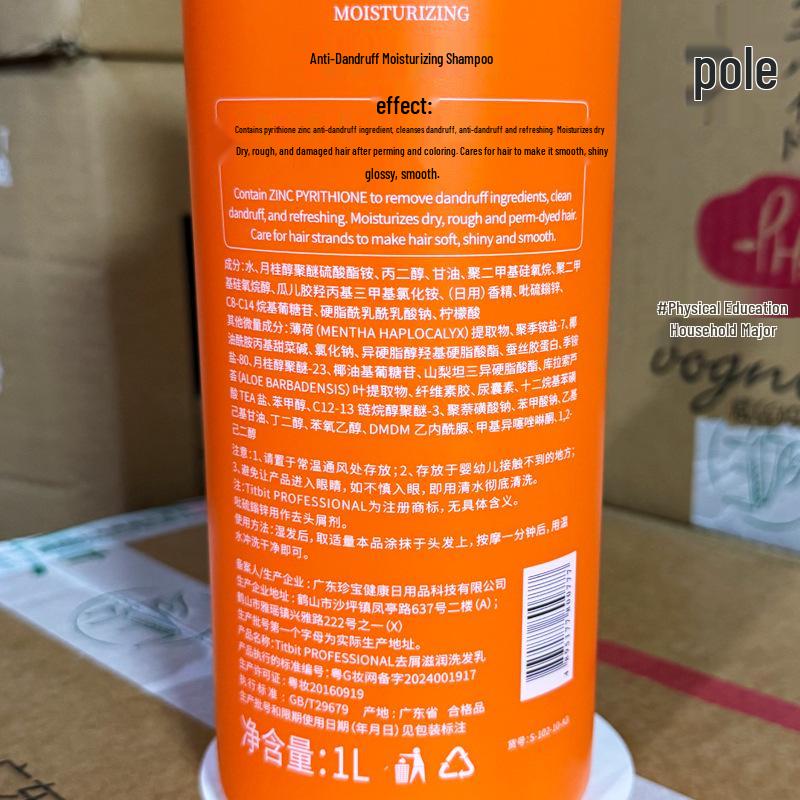 MOISTURIZING
Anti-Dandruff Moisturizing Shampoo
pole
effect:
Contains pyrithione zinc anti-dandruff ingredient, cleanses dandruff, anti-dandruff and refreshing. Moisturizes dry
Dry, rough, and damaged hair after perming and coloring. Cares for hair to make it smooth, shiny
glossy, smooth.
Contain ZINC PYRITHIONE to remove dandruff ingredients, clean
dandruff, and refreshing. Moisturizes dry, rough and perm-dyed hair.
Care for hair strands to make hair soft, shiny and smooth.
成分:水、月桂醇聚醚硫酸酯铵、丙二醇、甘油、聚二甲基硅氧烷、聚二甲
基硅氧烷醇、瓜儿胶羟丙基三甲基氯化铵、(日用)香精、吡硫鎓锌、
C8-C14 烷基葡糖苷、硬脂酰乳酰乳酸钠、柠檬酸
其他微量成分:薄荷(MENTHA HAPLOCALYX)提取物、聚季铵盐-7、椰
油酰胺丙基甜菜碱、氯化钠、异硬脂醇羟基硬脂酸酯、蚕丝胶蛋白、季铵
盐-80、月桂醇聚醚-23、椰油基葡糖苷、山梨坦三异硬脂酸酯、库拉索芦
荟(ALOE BARBADENSIS)叶提取物、纤维素胶、尿囊素、十二烷基苯磺
酸TEA盐、苯甲醇、C12-13 链烷醇聚醚-3、聚萘磺酸钠、苯甲酸钠、乙基
己基甘油、丁二醇、苯氧乙醇、DMDM 乙内酰脲、甲基异噻唑啉酮、1,2-
己二醇
注意:1、请置于常温通风处存放;2、存放于婴幼儿接触不到的地方;
3、避免让产品进入眼睛,如不慎入眼,即用清水彻底清洗。
注:Titbit PROFESSIONAL为注册商标,无具体含义。
吡硫鎓锌用作去头屑剂。
使用方法:湿发后,取适量本品涂抹于头发上,按摩一分钟后,用温
水冲洗干净即可。
备案人/生产企业:广东珍宝健康日用品科技有限公司
生产企业地址:鹤山市沙坪镇凤亭路637号二楼(A);
鹤山市雅瑶镇兴雅路222号之一(X)
生产批号第一个字母为实际生产地址。
产品名称:Titbit PROFESSIONAL去屑滋润洗发乳
产品执行的标准编号:粤G妆网备字2024001917
生产许可证:粤妆20160919
执行标准:GB/T29679 产地:广东省 合格品
生产批号和限期使用日期(年月日)见包装标注
净含量:1L
货号:S-102-10-A2
#Physical Education
Household Major
vogn